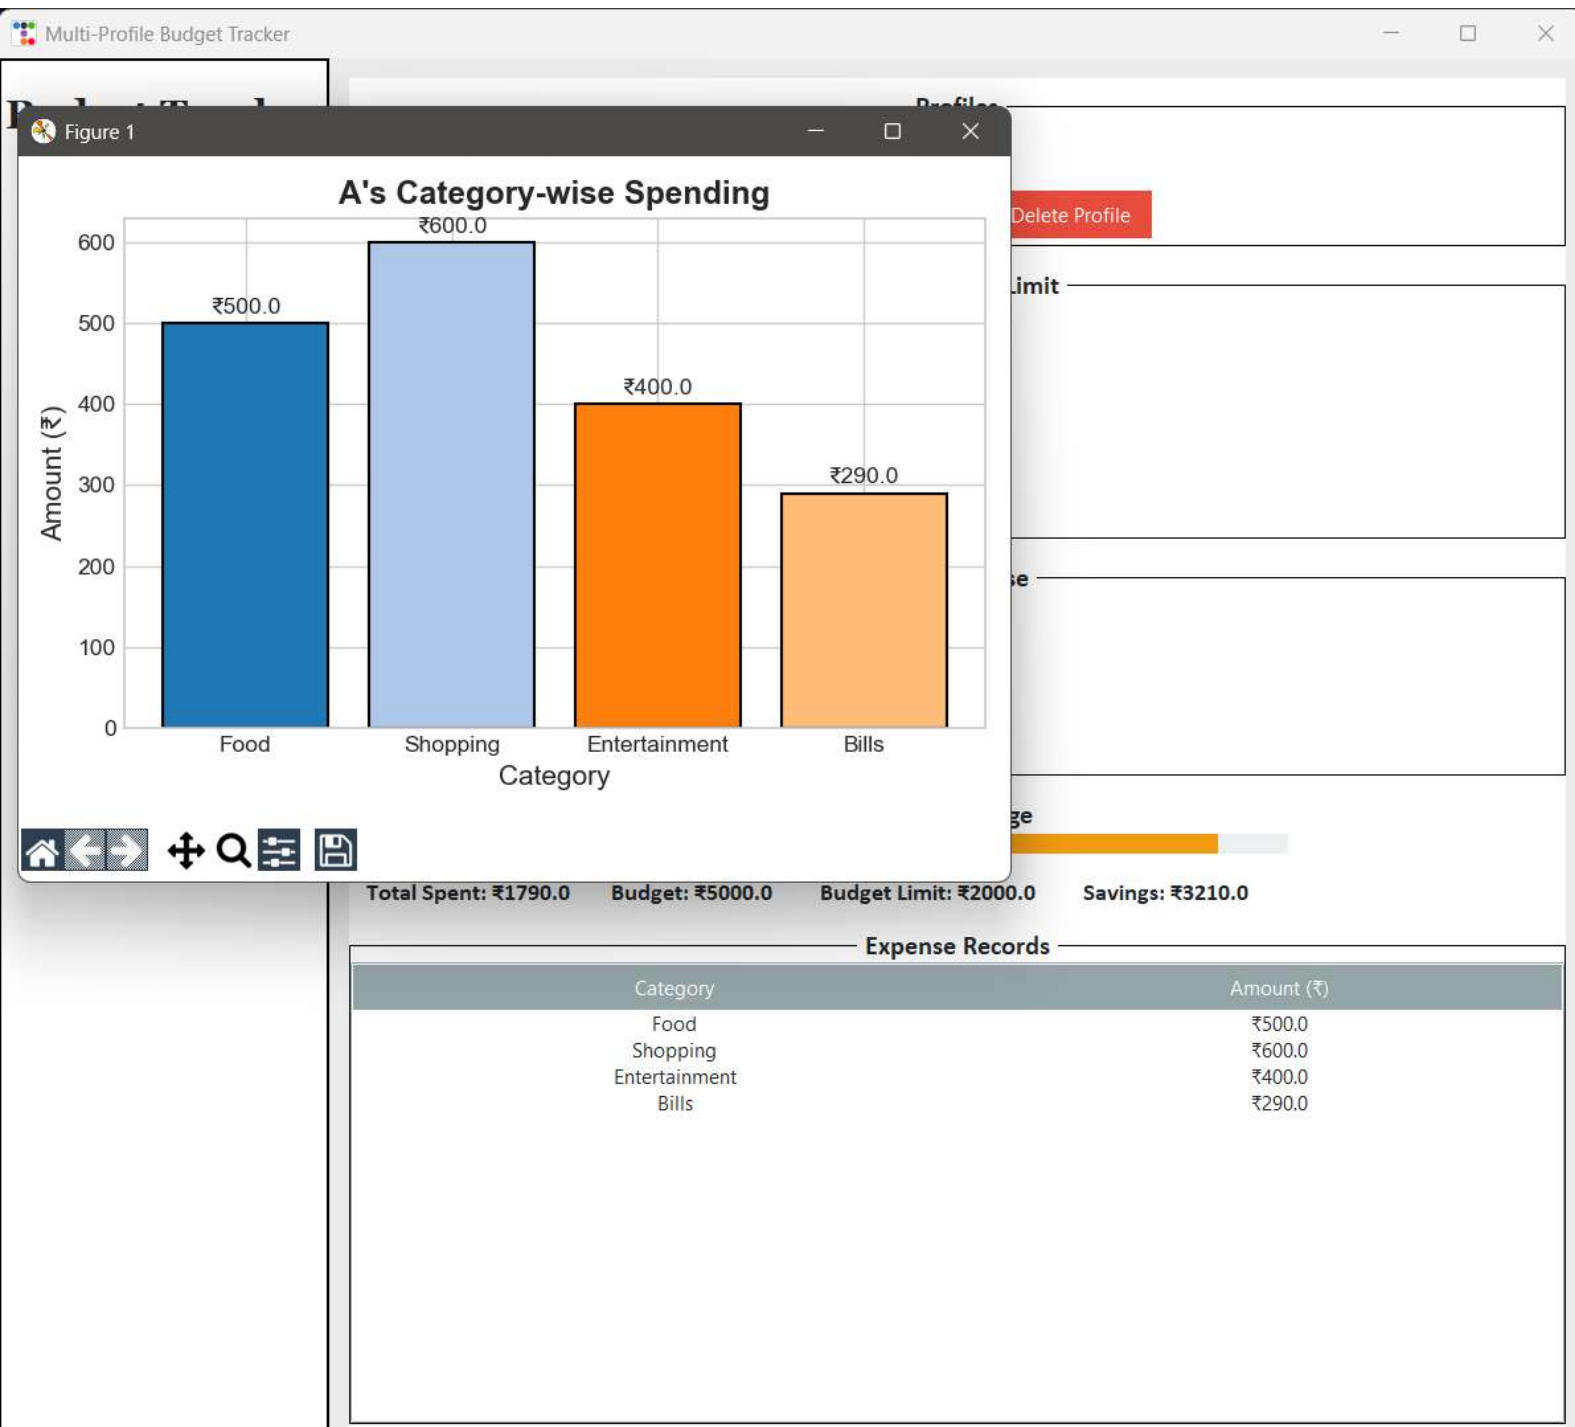 Multi-Profile Budget Tracker
Figure 1
A's Category-wise Spending
₹600.0
₹500.0
₹400.0
₹290.0
600
500
400
300
200
100
0
Amount (₹)
Food Shopping Entertainment Bills
Category
Profiles
Delete Profile
Limit
Total Spent: ₹1790.0 Budget: ₹5000.0 Budget Limit: ₹2000.0 Savings: ₹3210.0
Expense Records
Category Amount (₹)
Food ₹500.0
Shopping ₹600.0
Entertainment ₹400.0
Bills ₹290.0